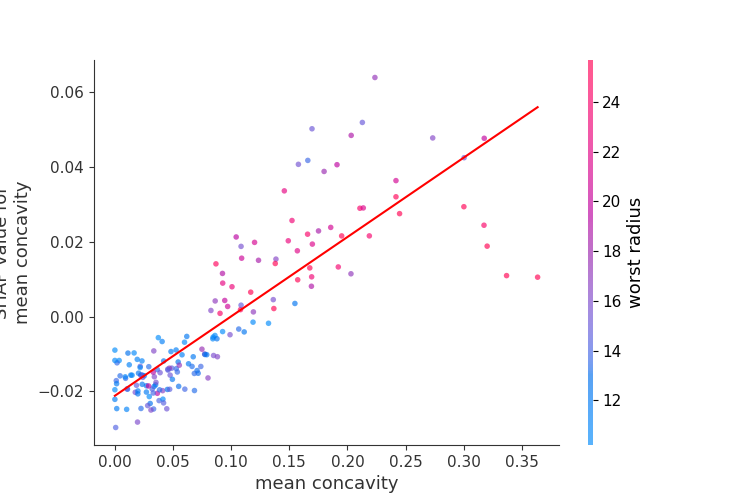 0.06
0.04
0.02
0.00
−0.02
0.00 0.05 0.10 0.15 0.20 0.25 0.30 0.35
mean concavity
SHAP value for
mean concavity
24
22
20
18
16
14
12
worst radius